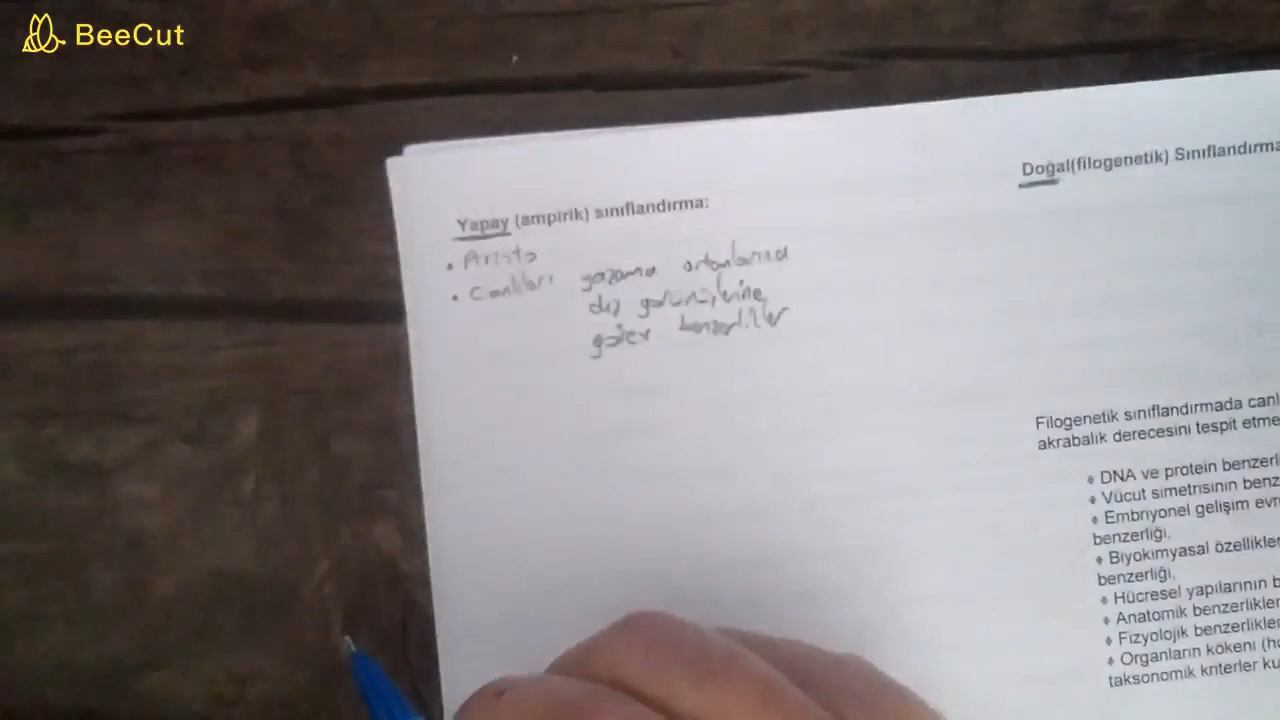 BeeCut
Yapay (ampirik) sınıflandırma:
• Aristo
• Canlıları yaşama ortamlarına
dış görünüşlerine
göre benzerlikler
Doğal(filogenetik) Sınıflandırma
Filogenetik sınıflandırmada canl
akrabalık derecesini tespit etme
♦ DNA ve protein benzerl
♦ Vücut simetrisinin benz
♦ Embriyonel gelişim evr
benzerliği,
♦ Biyokimyasal özellikler
benzerliği,
♦ Hücresel yapılarının b
♦ Anatomik benzerlikler
♦ Fizyolojik benzerlikler
♦ Organların kökeni (ho
taksonomik kriterler ku